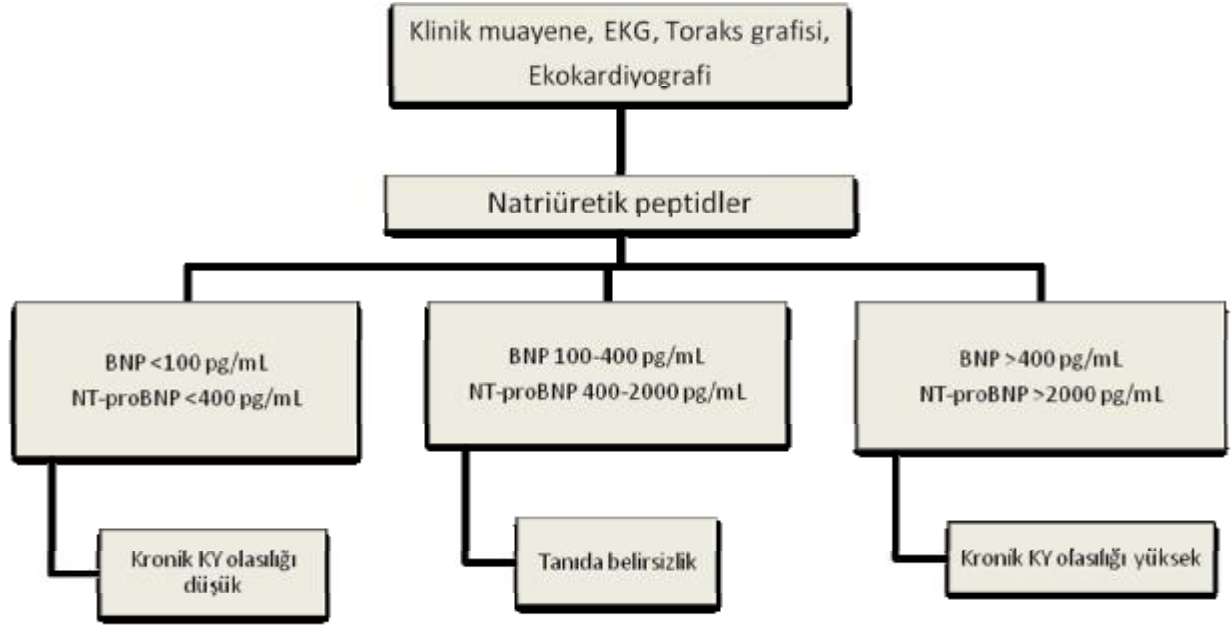 Klinik muayene, EKG, Toraks grafisi,
Ekokardiyografi
Natriüretik peptidler
BNP <100 pg/mL
NT-proBNP <400 pg/mL
BNP 100-400 pg/mL
NT-proBNP 400-2000 pg/mL
BNP >400 pg/mL
NT-proBNP >2000 pg/mL
Kronik KY olasılığı
düşük
Tanıda belirsizlik
Kronik KY olasılığı yüksek